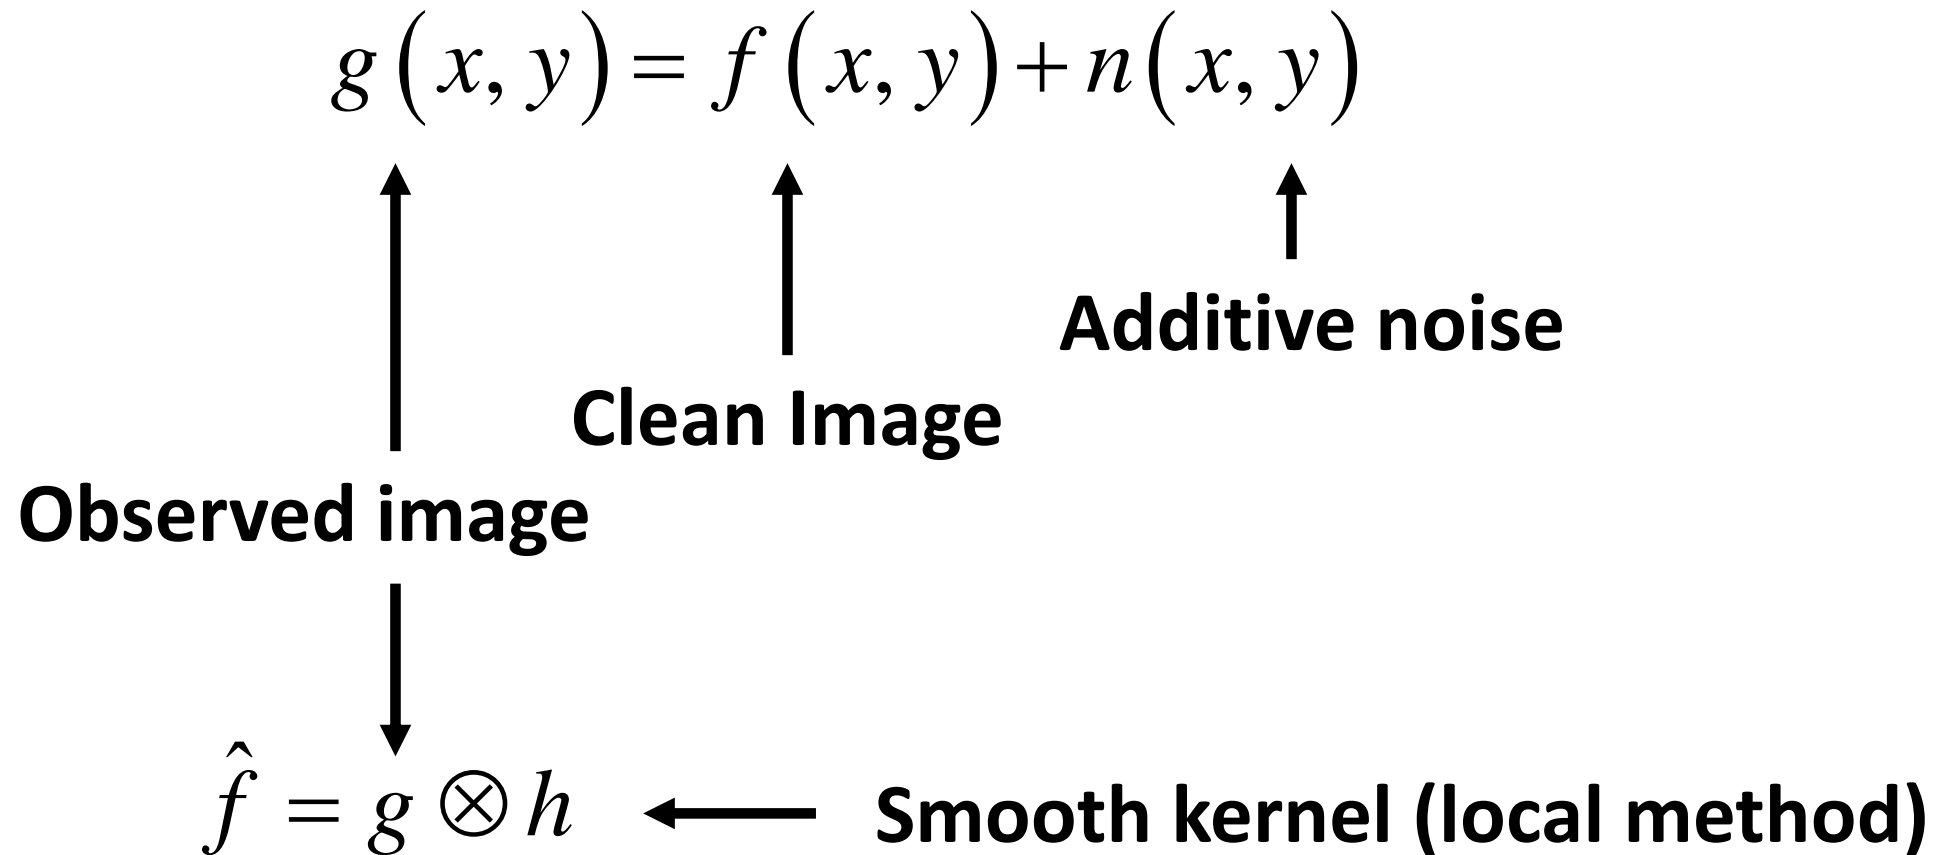 g(x, y) = f(x, y) + n(x, y)
Additive noise
Clean Image
Observed image
f̂ = g ⊗ h
Smooth kernel (local method)